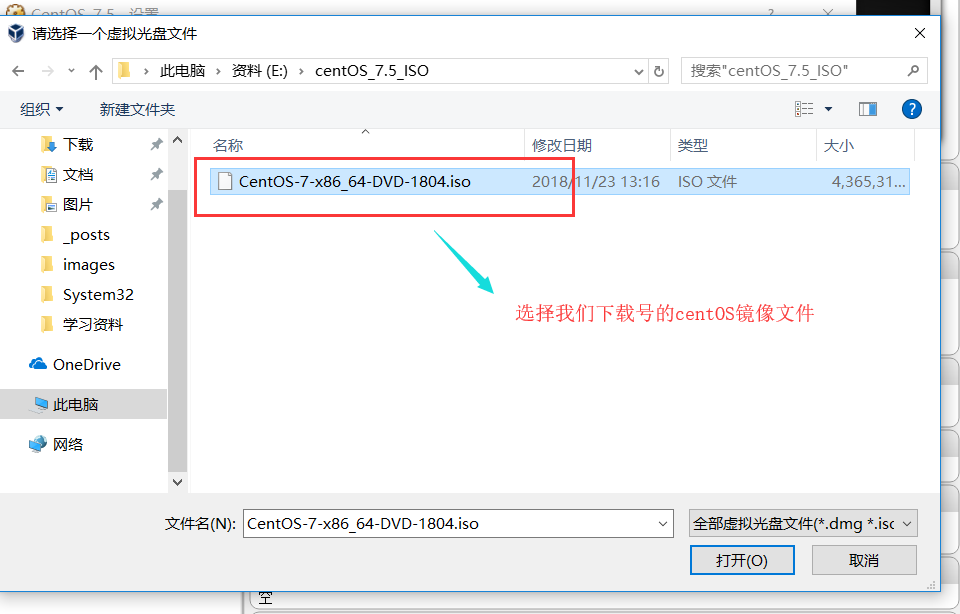 CentOS 7.5 - 设置
请选择一个虚拟光盘文件
此电脑 › 资料 (E:) › centOS_7.5_ISO
搜索"centOS_7.5_ISO"
组织 新建文件夹
名称 修改日期 类型 大小
CentOS-7-x86_64-DVD-1804.iso 2018/11/23 13:16 ISO 文件 4,365,31...
下载
文档
图片
_posts
images
System32
学习资料
OneDrive
此电脑
网络
选择我们下载号的centOS镜像文件
文件名(N): CentOS-7-x86_64-DVD-1804.iso 全部虚拟光盘文件(*.dmg *.isc
打开(O) 取消
空